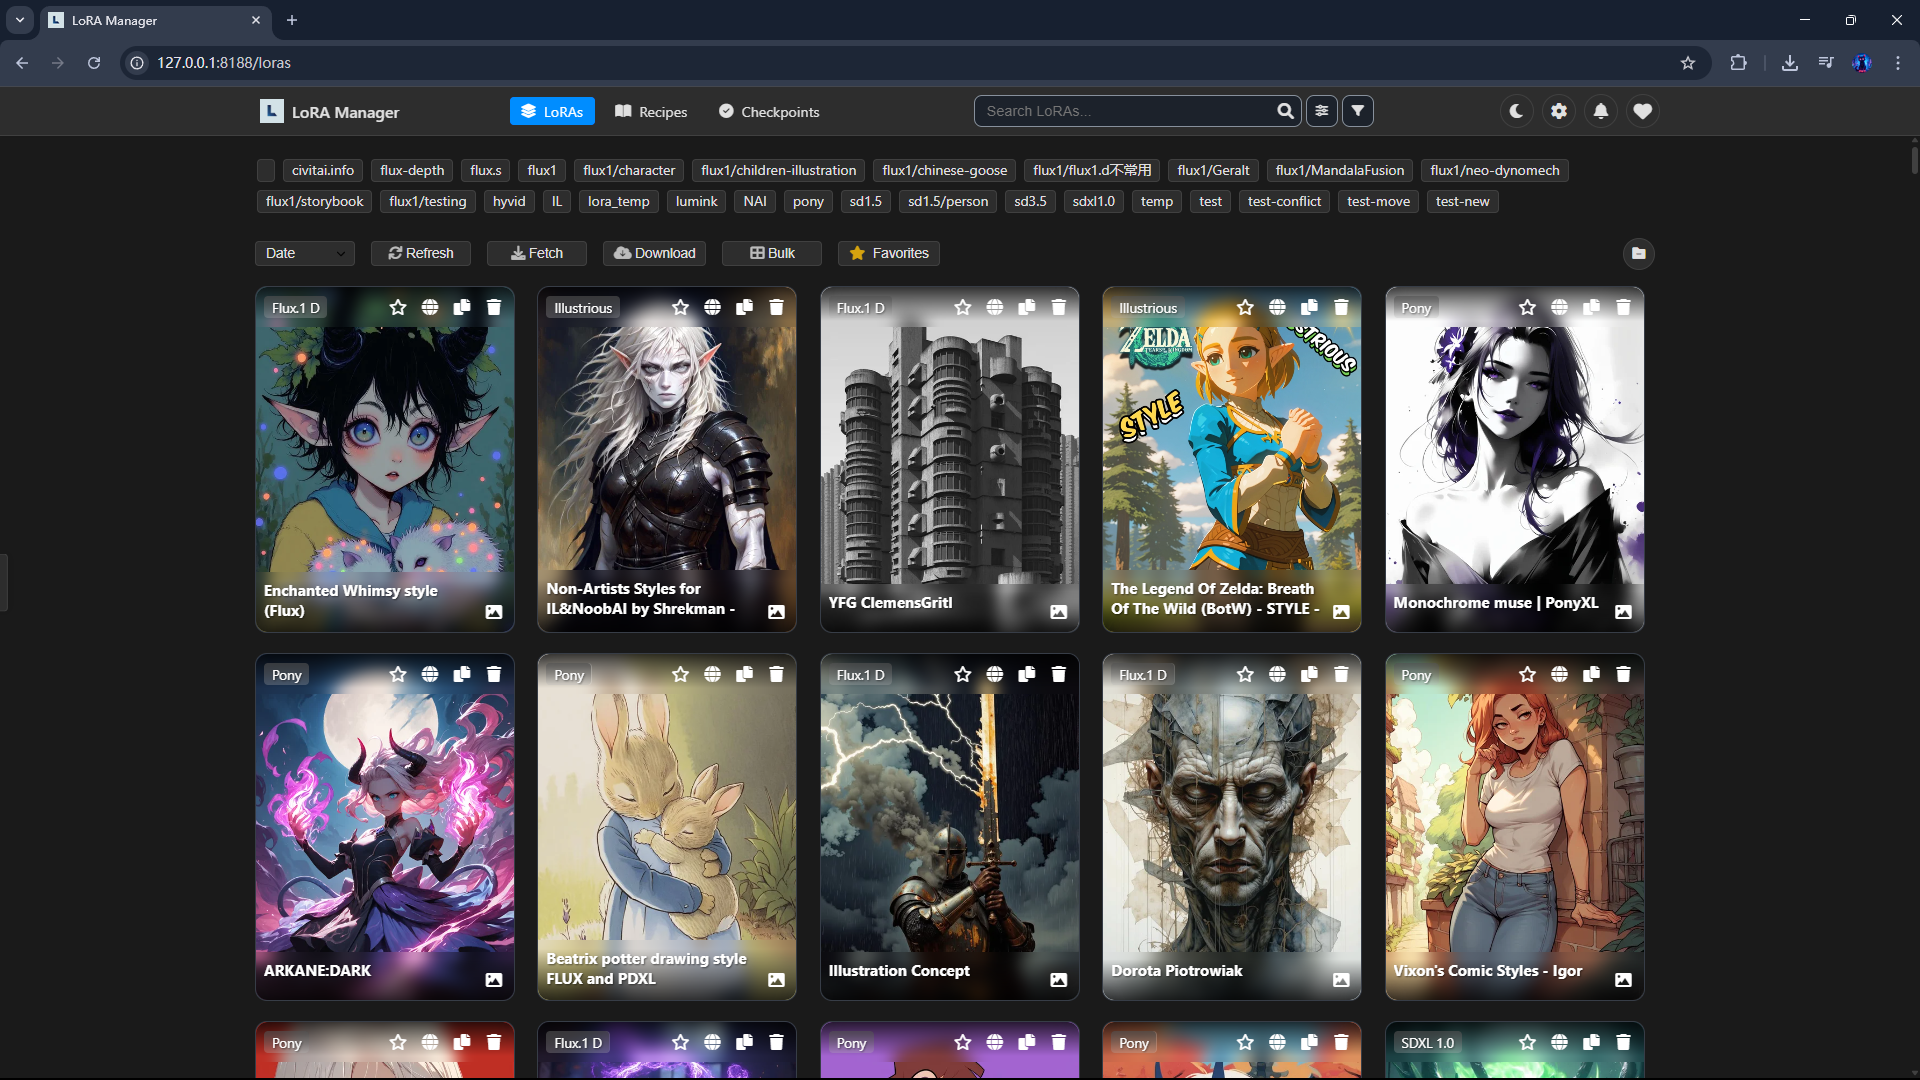 LoRA Manager
127.0.0.1:8188/loras
L LoRA Manager LoRAs Recipes Checkpoints Search LoRAs...
civitai.info flux-depth flux.s flux1 flux1/character flux1/children-illustration flux1/chinese-goose flux1/flux1.d不常用 flux1/Geralt flux1/MandalaFusion flux1/neo-dynomech
flux1/storybook flux1/testing hyvid IL lora_temp lumink NAI pony sd1.5 sd1.5/person sd3.5 sdxl1.0 temp test test-conflict test-move test-new
Date Refresh Fetch Download Bulk Favorites
Flux.1 D
Enchanted Whimsy style
(Flux)
Illustrious
Non-Artists Styles for
IL&NoobAI by Shrekman -
Flux.1 D
YFG ClemensGritl
Illustrious
ZELDA
STYLE
The Legend Of Zelda: Breath
Of The Wild (BotW) - STYLE -
Pony
Monochrome muse | PonyXL
Pony
ARKANE:DARK
Pony
Beatrix potter drawing style
FLUX and PDXL
Flux.1 D
Illustration Concept
Flux.1 D
Dorota Piotrowiak
Pony
Vixon's Comic Styles - Igor
Pony
Flux.1 D
Pony
Pony
SDXL 1.0